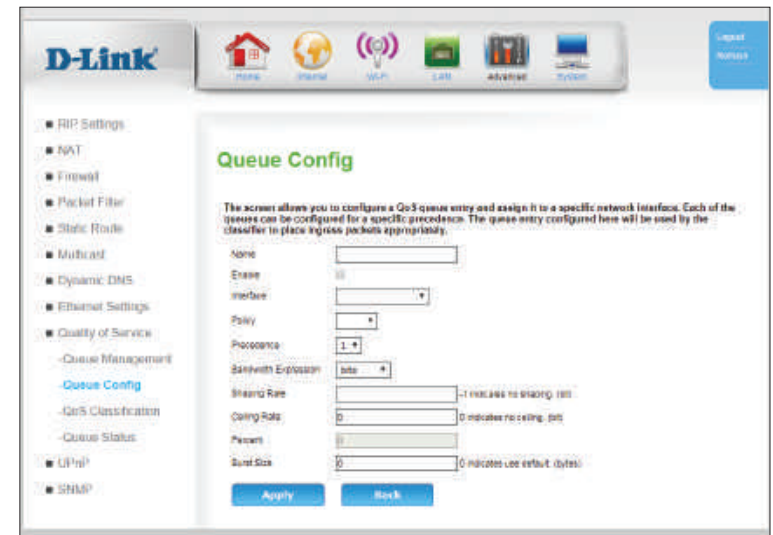 D-Link
Home
Internet
Wi-Fi
LAN
Advanced
System
Logout
Refresh
RIP Settings
NAT
Firewall
Packet Filter
Static Route
Multicast
Dynamic DNS
Ethernet Settings
Quality of Service
-Queue Management
-Queue Config
-QoS Classification
-Queue Status
UPnP
SNMP
Queue Config
The screen allows you to configure a QoS queue entry and assign it to a specific network interface. Each of the
queues can be configured for a specific precedence. The queue entry configured here will be used by the
classifier to place ingress packets appropriately.
Name
Enable
Interface
Policy
Precedence 1
Bandwidth Expression bits
Shaping Rate -1 indicates no shaping. (bit)
Ceiling Rate 0 0 indicates no ceiling. (bit)
Percent 0
Burst Size 0 0 indicates use default. (bytes)
Apply Back